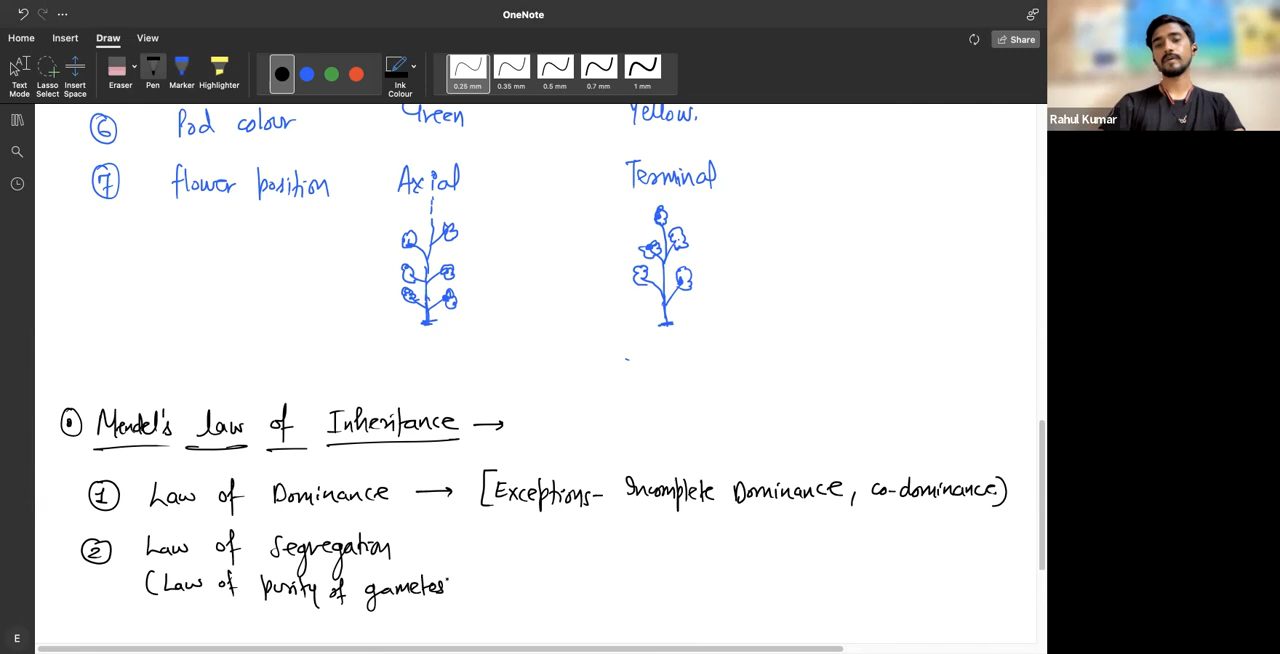 OneNote
Home Insert Draw View
Share
Text Mode
Lasso Select
Insert Space
Eraser
Pen
Marker
Highlighter
Ink Colour
0.25 mm 0.35 mm 0.5 mm 0.7 mm 1 mm
Rahul Kumar
6 Pod colour Green Yellow.
7 flower position Axial Terminal
Mendel's law of Inheritance →
1 Law of Dominance → [Exceptions- Incomplete Dominance, co-dominance)
2 Law of Segregation
(Law of purity of gametes
E